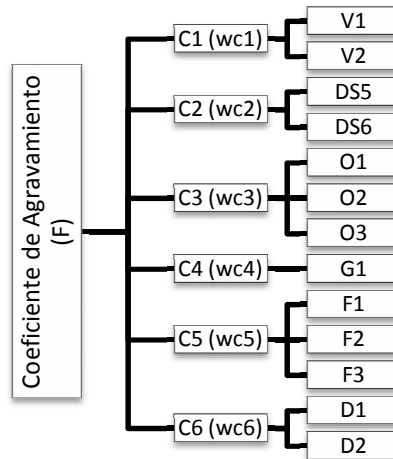 Coeficiente de Agravamiento
(F)
C1 (wc1)
V1
V2
C2 (wc2)
DS5
DS6
C3 (wc3)
O1
O2
O3
C4 (wc4)
G1
C5 (wc5)
F1
F2
F3
C6 (wc6)
D1
D2